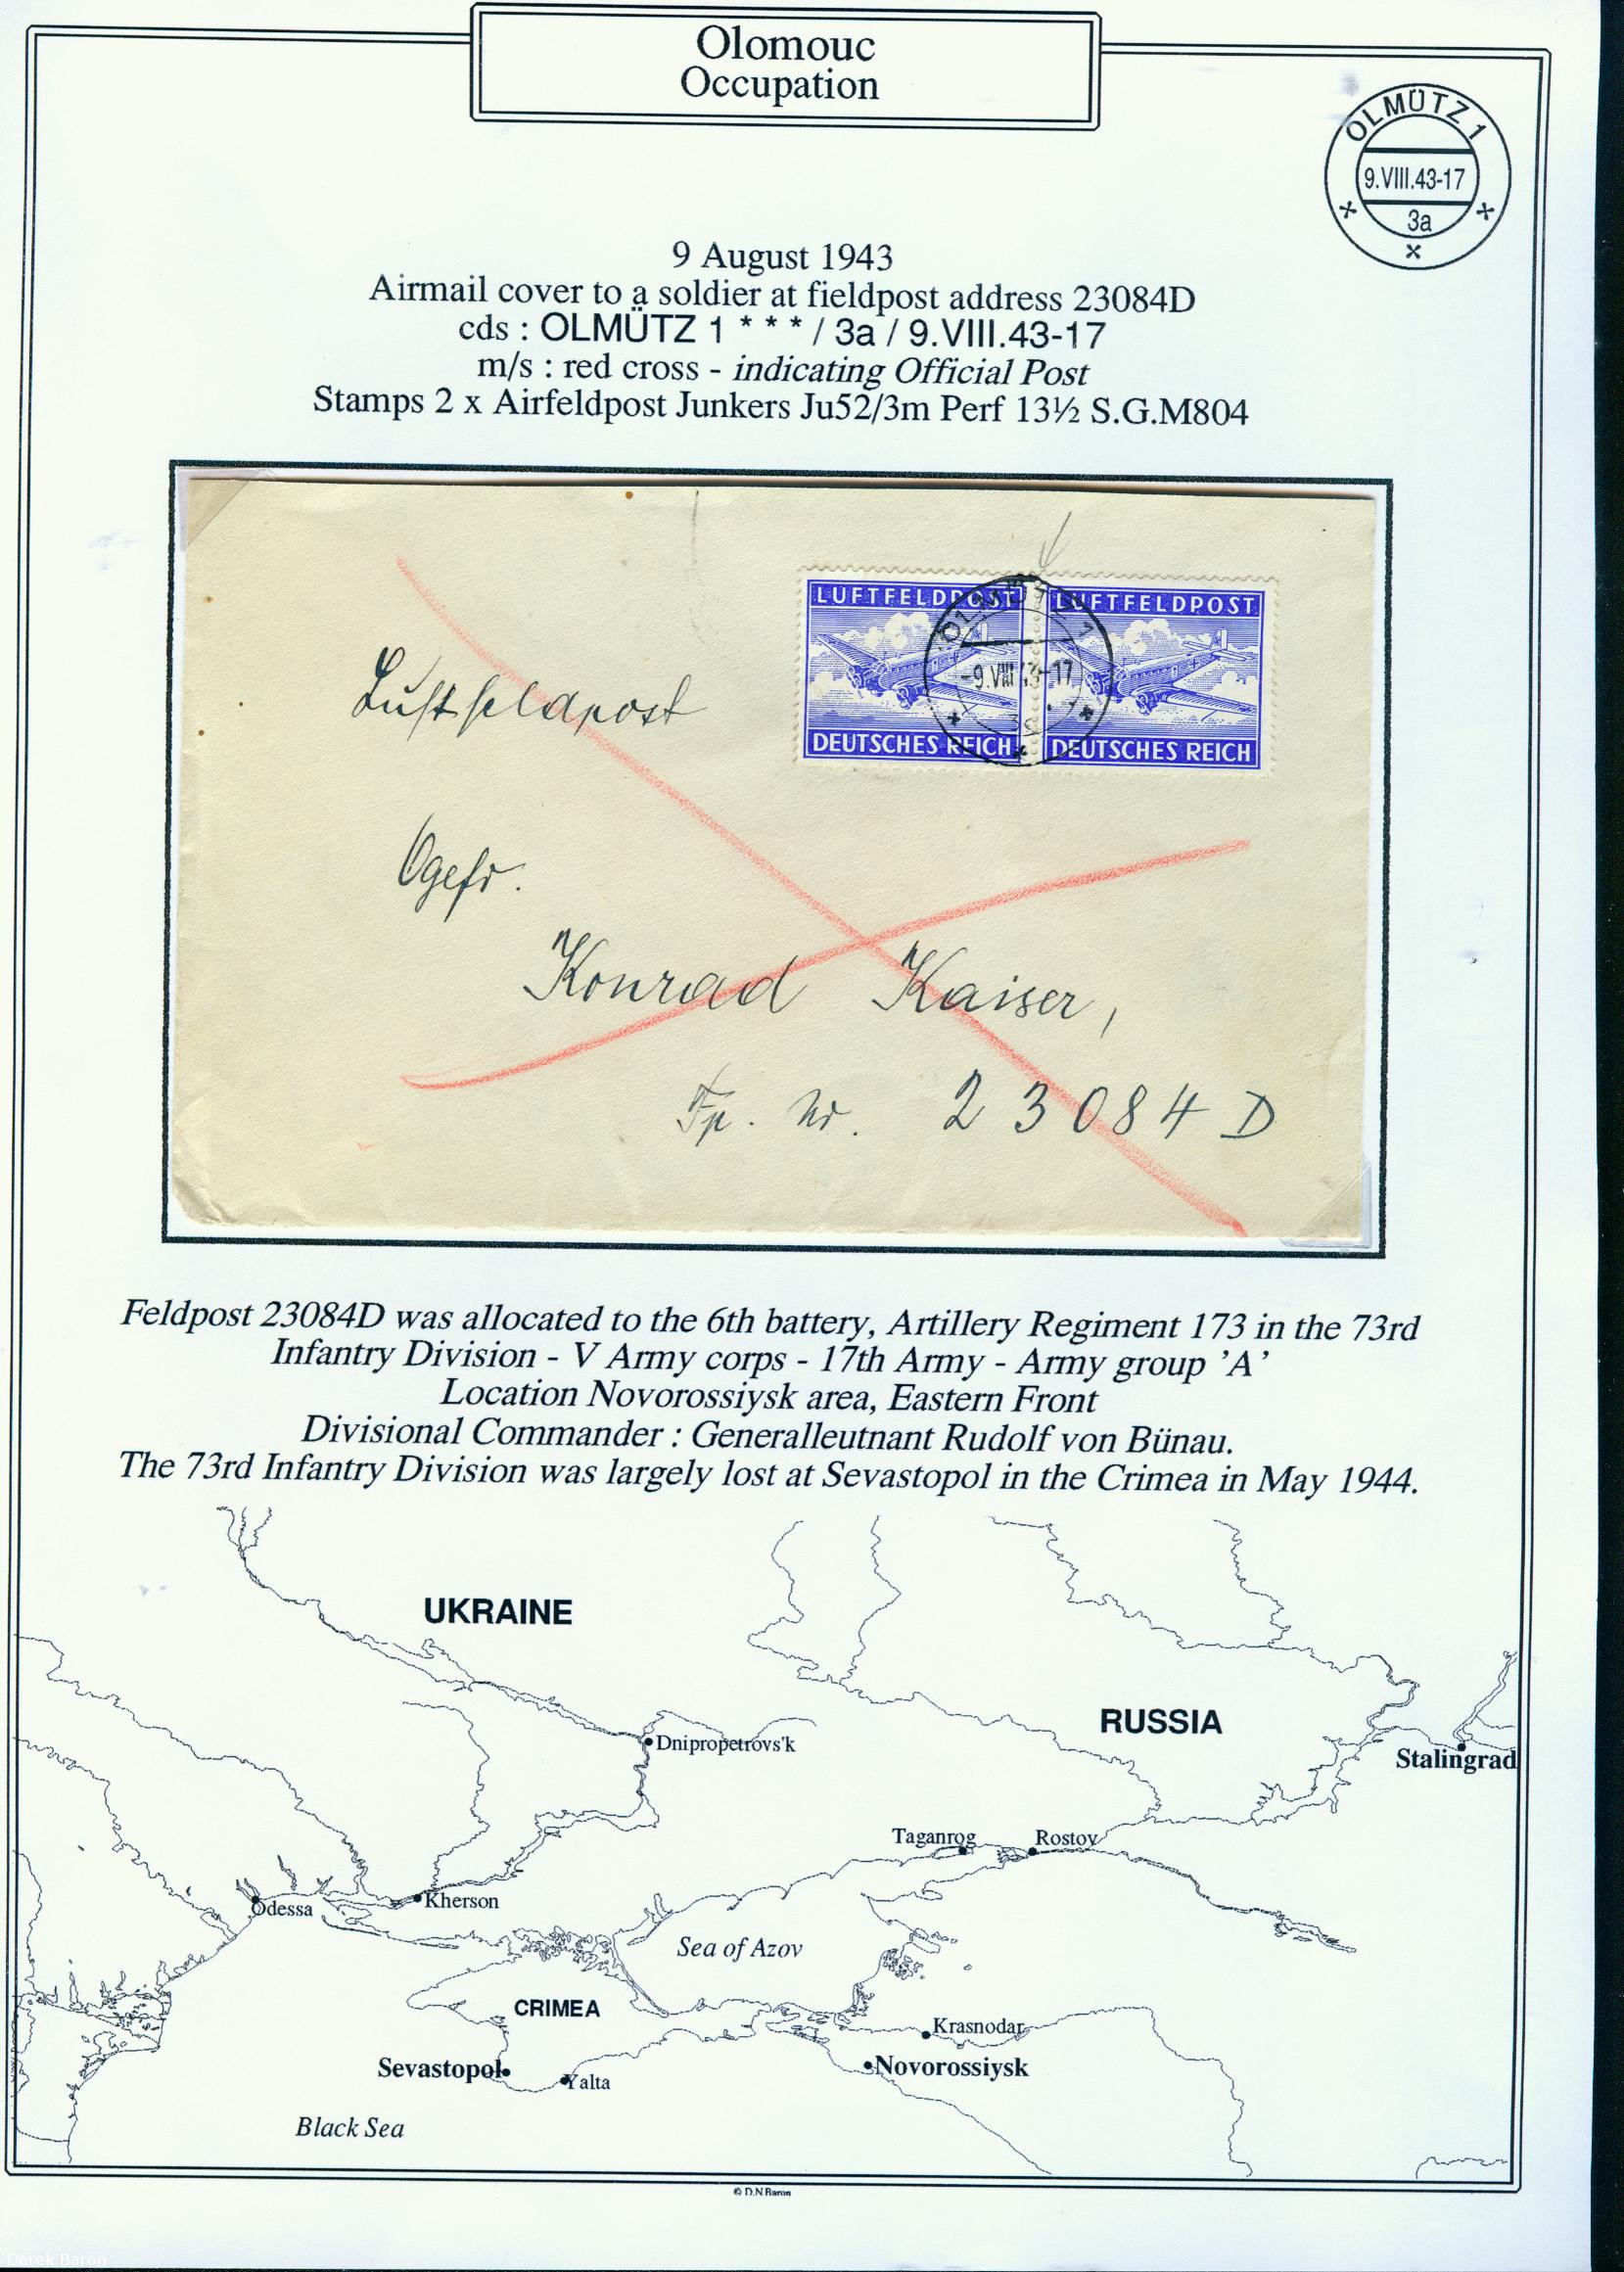 Olomouc
Occupation
OLMÜTZ 1
9.VIII.43-17
3a
9 August 1943
Airmail cover to a soldier at fieldpost address 23084D
cds : OLMÜTZ 1 * * * / 3a / 9.VIII.43-17
m/s : red cross - indicating Official Post
Stamps 2 x Airfeldpost Junkers Ju52/3m Perf 13½ S.G.M804
LUFTFELDPOST LUFTFELDPOST
OLMÜTZ 1
-9.VIII.43-17
DEUTSCHES REICH DEUTSCHES REICH
Luftfeldpost
Ogefr.
Konrad Kaiser,
Fp. Nr. 23084 D
Feldpost 23084D was allocated to the 6th battery, Artillery Regiment 173 in the 73rd
Infantry Division - V Army corps - 17th Army - Army group 'A'
Location Novorossiysk area, Eastern Front
Divisional Commander : Generalleutnant Rudolf von Bünau.
The 73rd Infantry Division was largely lost at Sevastopol in the Crimea in May 1944.
UKRAINE
RUSSIA
Dnipropetrovs'k
Stalingrad
Taganrog
Rostov
Odessa
Kherson
Sea of Azov
CRIMEA
Krasnodar
Sevastopol
Yalta
Novorossiysk
Black Sea
© D.N Baron
Derek Baron